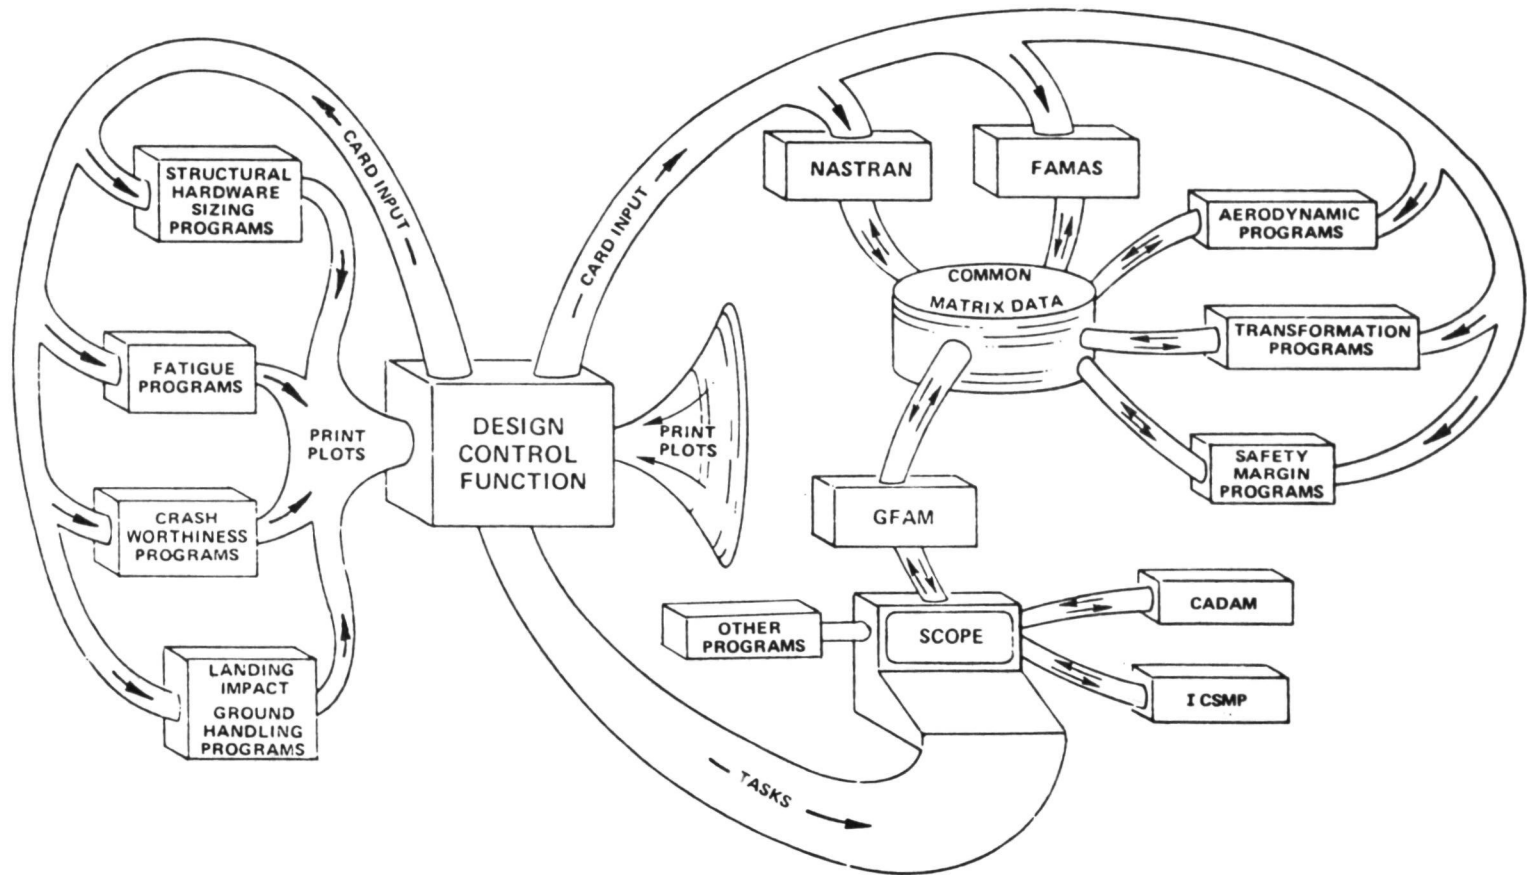 CARD INPUT
STRUCTURAL
HARDWARE
SIZING
PROGRAMS
FATIGUE
PROGRAMS
CRASH
WORTHINESS
PROGRAMS
LANDING
IMPACT
GROUND
HANDLING
PROGRAMS
PRINT
PLOTS
DESIGN
CONTROL
FUNCTION
PRINT
PLOTS
CARD INPUT
NASTRAN
FAMAS
AERODYNAMIC
PROGRAMS
COMMON
MATRIX DATA
TRANSFORMATION
PROGRAMS
SAFETY
MARGIN
PROGRAMS
GFAM
OTHER
PROGRAMS
SCOPE
CADAM
ICSMP
TASKS